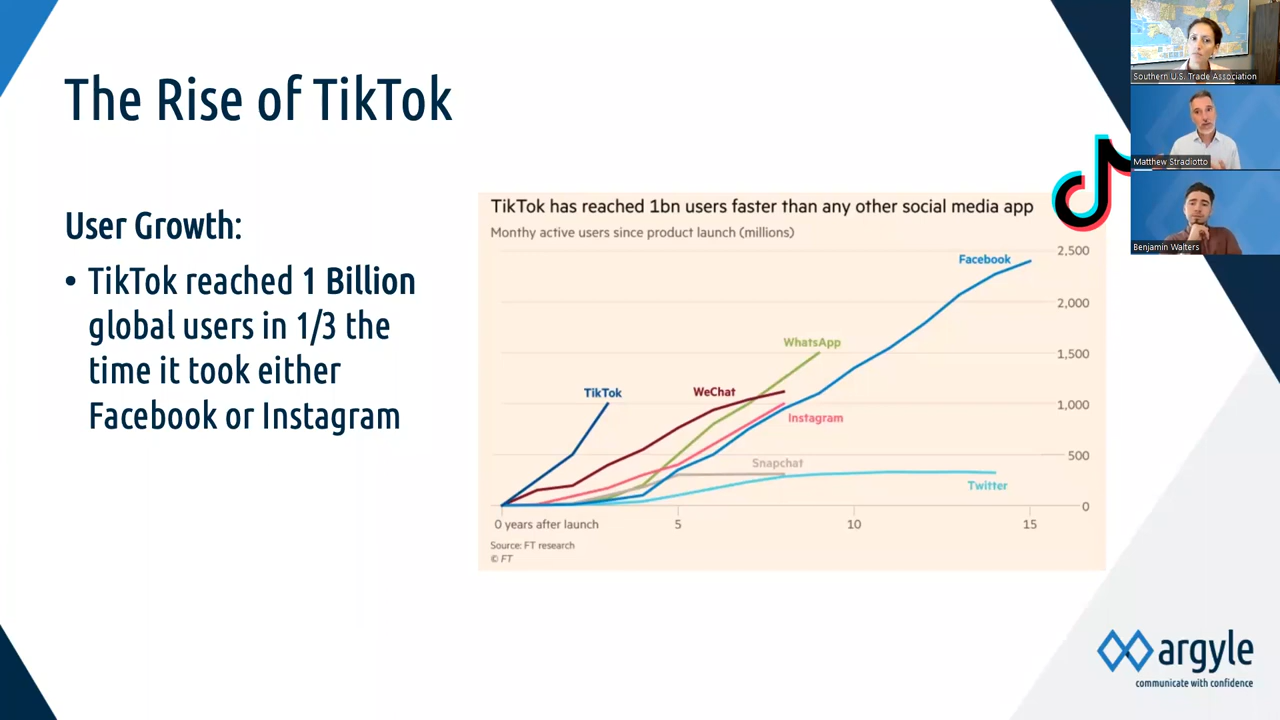 The Rise of TikTok
User Growth:
• TikTok reached 1 Billion
global users in 1/3 the
time it took either
Facebook or Instagram
TikTok has reached 1bn users faster than any other social media app
Monthy active users since product launch (millions)
2,500
2,000
1,500
1,000
500
0
Facebook
WhatsApp
TikTok
WeChat
Instagram
Snapchat
Twitter
0 years after launch
5
10
15
Source: FT research
© FT
Southern U.S. Trade Association
Matthew Stradiotto
Benjamin Walters
argyle
communicate with confidence